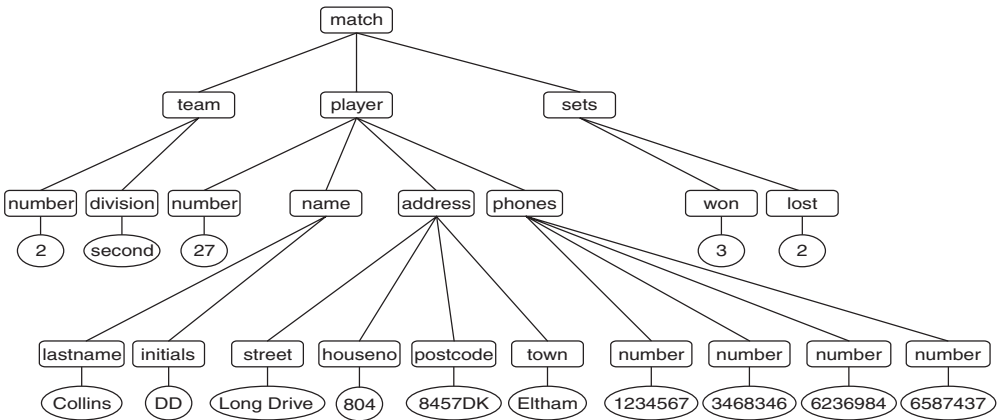 match
team player sets
number division number name address phones won lost
2 second 27 3 2
lastname initials street houseno postcode town number number number number
Collins DD Long Drive 804 8457DK Eltham 1234567 3468346 6236984 6587437